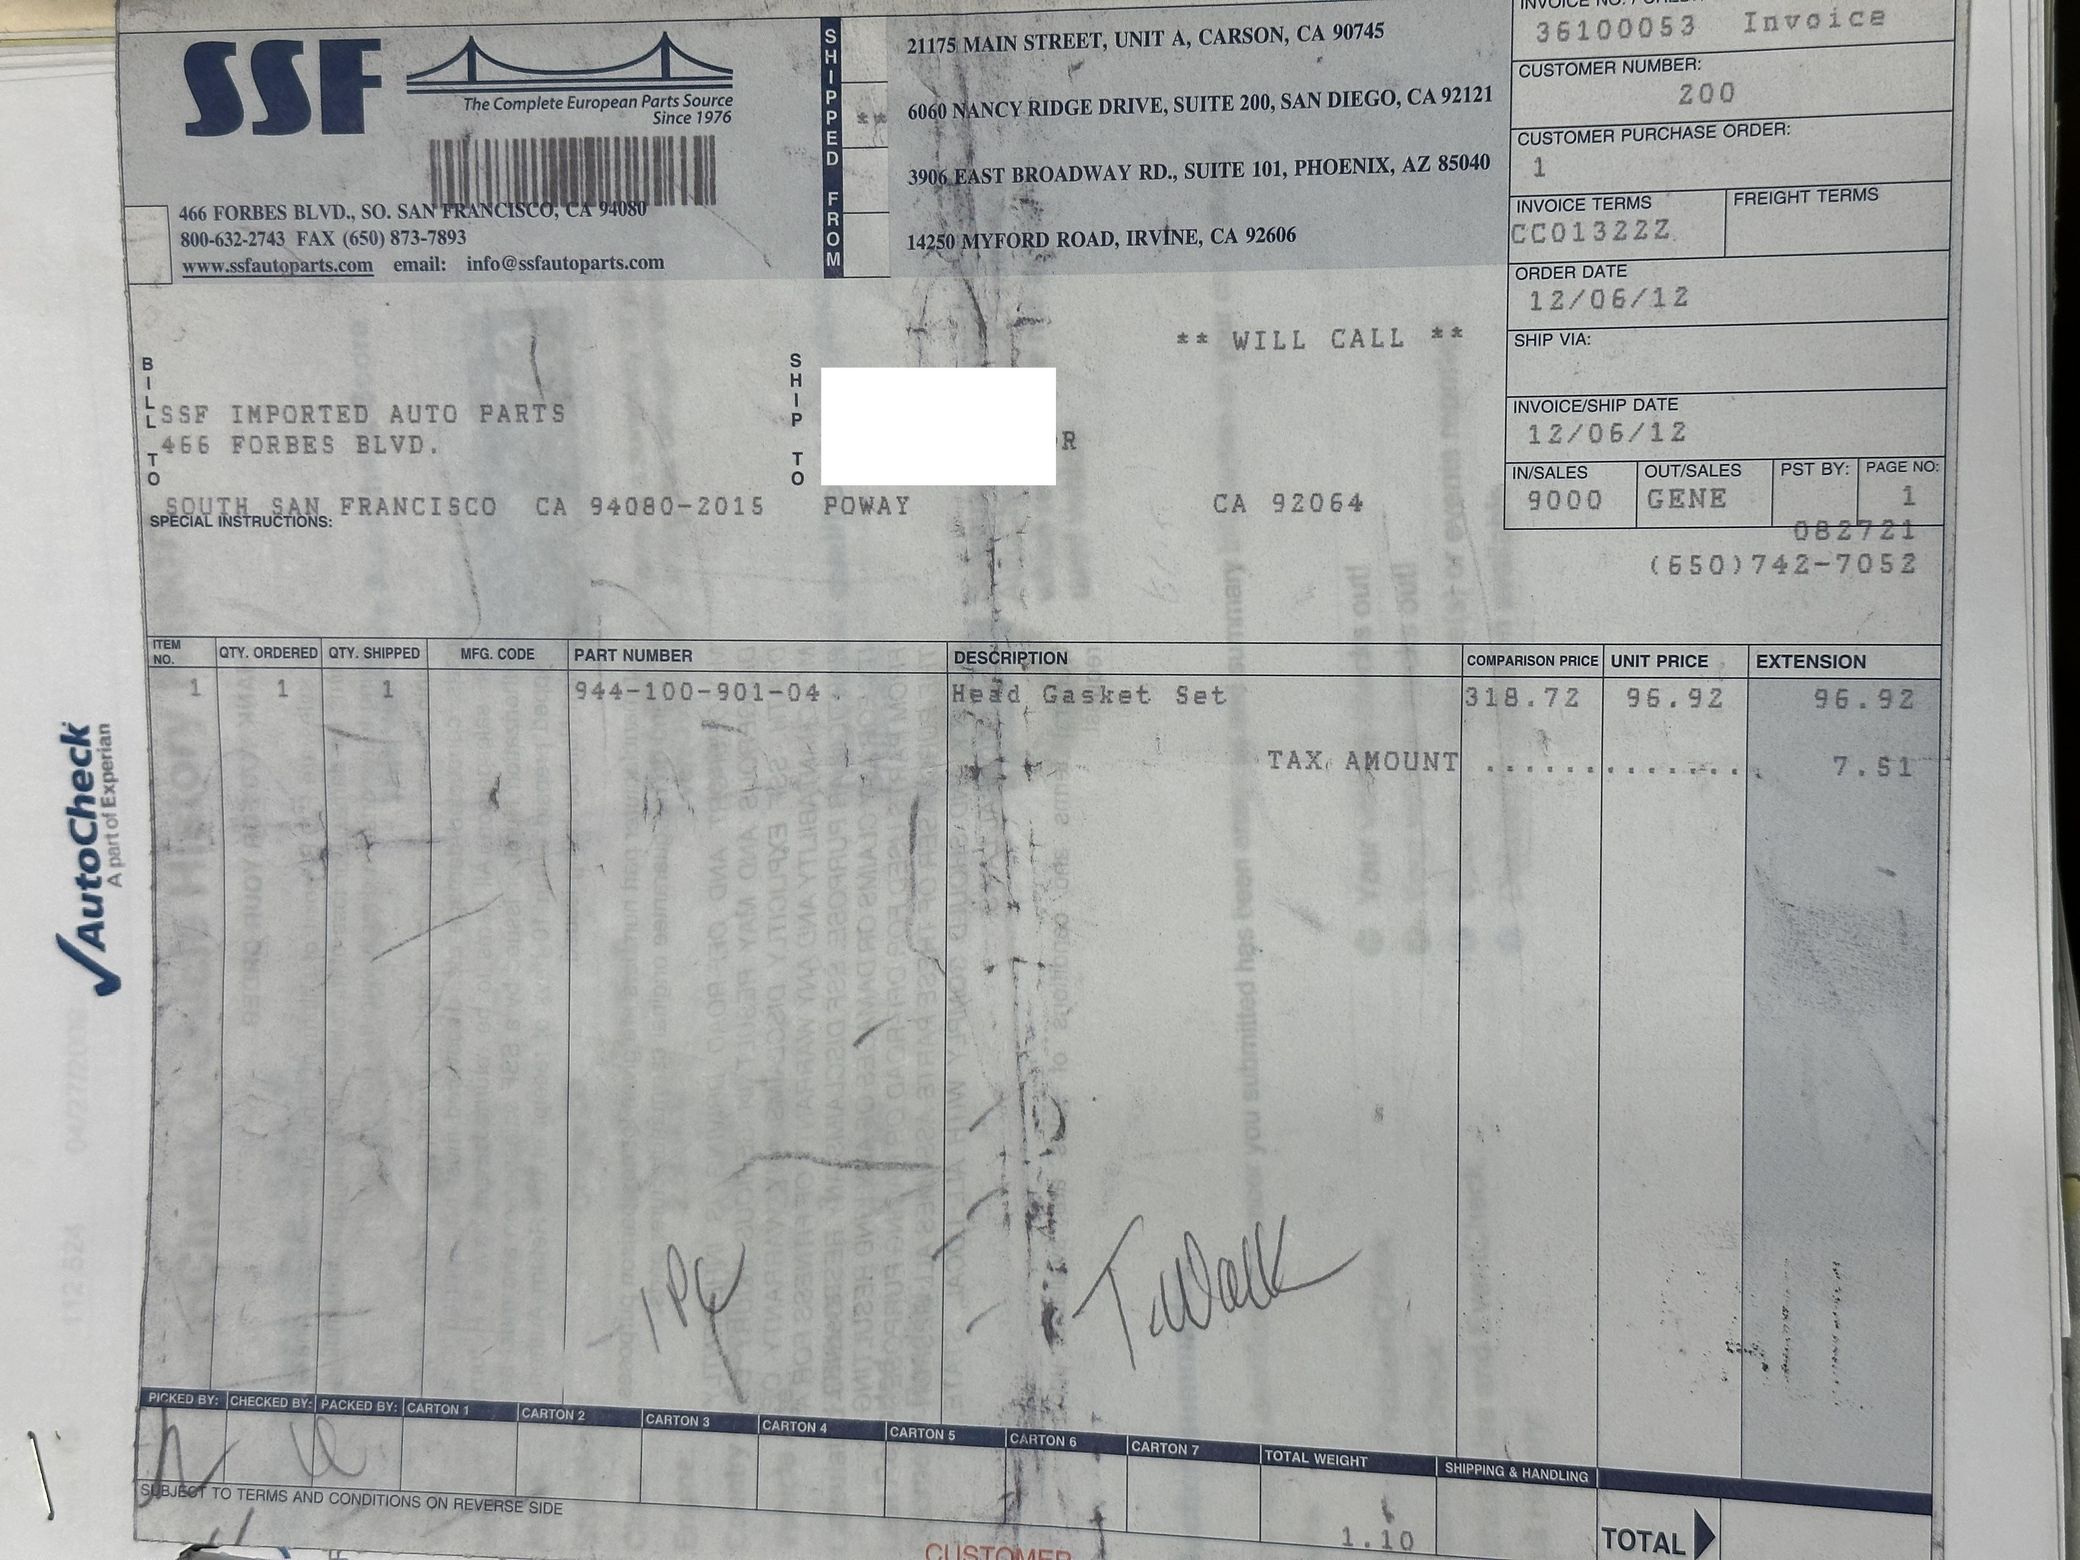 SSF
The Complete European Parts Source
Since 1976
466 FORBES BLVD., SO. SAN FRANCISCO, CA 94080
800-632-2743 FAX (650) 873-7893
www.ssfautoparts.com email: info@ssfautoparts.com
SHIPPED FROM
21175 MAIN STREET, UNIT A, CARSON, CA 90745
** 6060 NANCY RIDGE DRIVE, SUITE 200, SAN DIEGO, CA 92121
3906 EAST BROADWAY RD., SUITE 101, PHOENIX, AZ 85040
14250 MYFORD ROAD, IRVINE, CA 92606
INVOICE NO. /
36100053 Invoice
CUSTOMER NUMBER:
200
CUSTOMER PURCHASE ORDER:
1
INVOICE TERMS FREIGHT TERMS
CC01322Z
ORDER DATE
12/06/12
SHIP VIA:
INVOICE/SHIP DATE
12/06/12
IN/SALES OUT/SALES PST BY: PAGE NO:
9000 GENE 1
082721
(650)742-7052
** WILL CALL **
BILL TO
SSF IMPORTED AUTO PARTS
466 FORBES BLVD.
SOUTH SAN FRANCISCO CA 94080-2015
SHIP TO
R
POWAY CA 92064
SPECIAL INSTRUCTIONS:
ITEM NO. QTY. ORDERED QTY. SHIPPED MFG. CODE PART NUMBER DESCRIPTION COMPARISON PRICE UNIT PRICE EXTENSION
1 1 1 944-100-901-04 Head Gasket Set 318.72 96.92 96.92
TAX AMOUNT .............. 7.51
AutoCheck
A part of Experian
1 PC
T. Walk
PICKED BY: CHECKED BY: PACKED BY: CARTON 1 CARTON 2 CARTON 3 CARTON 4 CARTON 5 CARTON 6 CARTON 7 TOTAL WEIGHT SHIPPING & HANDLING
1.10
SUBJECT TO TERMS AND CONDITIONS ON REVERSE SIDE
TOTAL
CUSTOMER